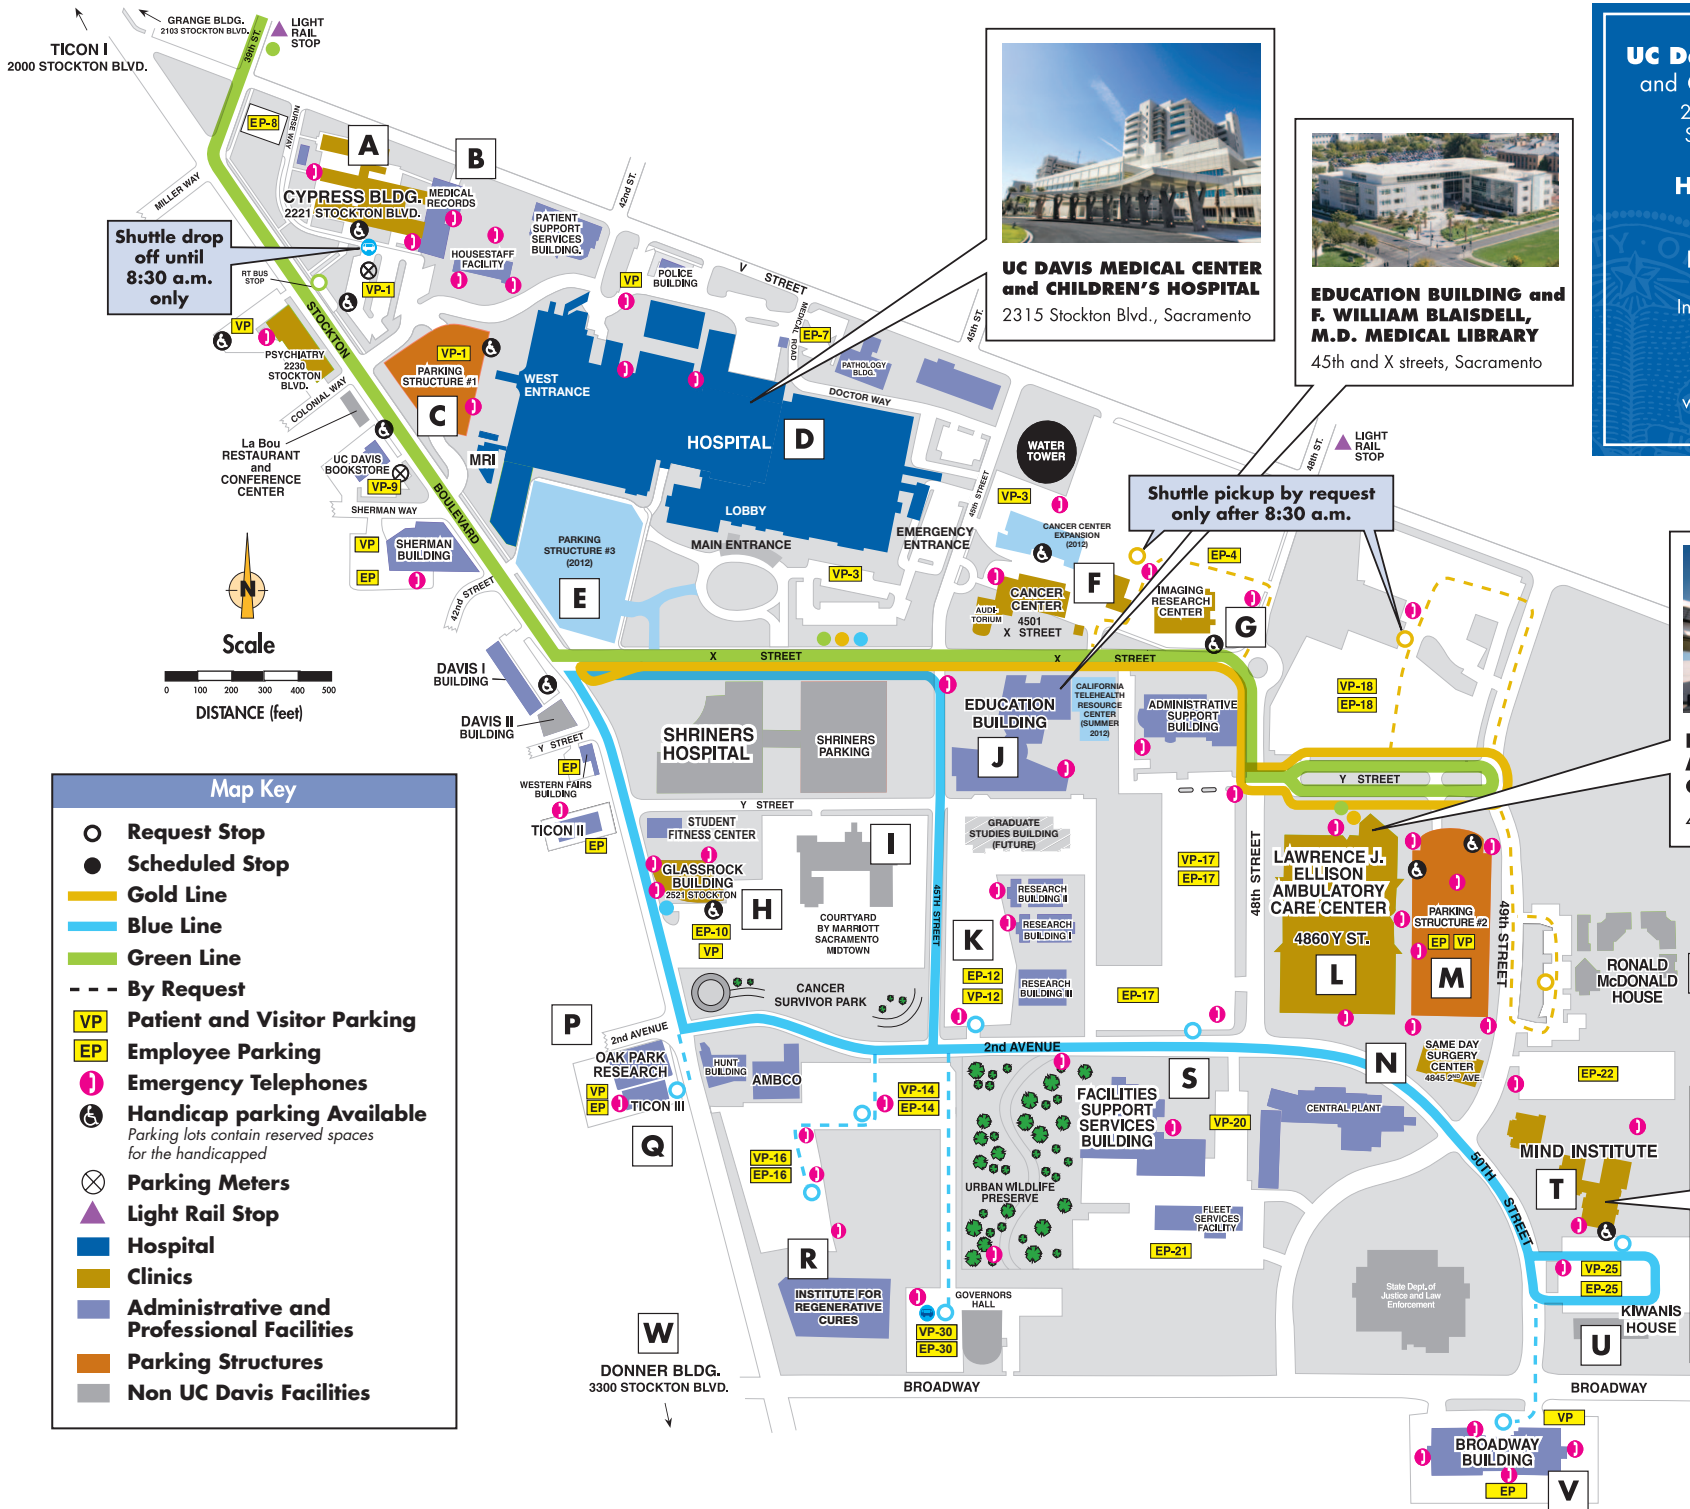 GRANGE BLDG.
2103 STOCKTON BLVD.
TICON I
2000 STOCKTON BLVD.
39th ST.
LIGHT
RAIL
STOP
EP-8
NURSE WAY
A
B
MILLER WAY
CYPRESS BLDG.
2221 STOCKTON BLVD.
MEDICAL
RECORDS
PATIENT
SUPPORT
SERVICES
BUILDING.
HOUSESTAFF
FACILITY
42nd ST.
Shuttle drop
off until
8:30 a.m.
only
RT BUS
STOP
VP-1
VP
POLICE
BUILDING
V STREET
MEDICAL ROAD
EP-7
45th ST.
UC DAVIS MEDICAL CENTER
and CHILDREN'S HOSPITAL
2315 Stockton Blvd., Sacramento
EDUCATION BUILDING and
F. WILLIAM BLAISDELL,
M.D. MEDICAL LIBRARY
45th and X streets, Sacramento
UC D
and
H
In
VP
PSYCHIATRY
2230
STOCKTON
BLVD.
STOCKTON
BOULEVARD
COLONIAL WAY
VP-1
PARKING
STRUCTURE #1
C
WEST
ENTRANCE
PATHOLOGY
BLDG.
DOCTOR WAY
HOSPITAL
D
MRI
La Bou
RESTAURANT
and
CONFERENCE
CENTER
UC DAVIS
BOOKSTORE
VP-9
SHERMAN WAY
VP
EP
SHERMAN
BUILDING
42nd STREET
N
Scale
0 100 200 300 400 500
DISTANCE (feet)
PARKING
STRUCTURE #3
(2012)
E
LOBBY
MAIN ENTRANCE
EMERGENCY
ENTRANCE
VP-3
45th STREET
WATER
TOWER
VP-3
CANCER CENTER
EXPANSION
(2012)
48th ST.
LIGHT
RAIL
STOP
Shuttle pickup by request
only after 8:30 a.m.
EP-4
F
CANCER
CENTER
AUDI-
TORIUM
4501
X STREET
IMAGING
RESEARCH
CENTER
G
X STREET
X STREET
DAVIS I
BUILDING
DAVIS II
BUILDING
Y STREET
EP
WESTERN FAIRS
BUILDING
TICON II
EP
SHRINERS
HOSPITAL
SHRINERS
PARKING
EDUCATION
BUILDING
J
CALIFORNIA
TELEHEALTH
RESOURCE
CENTER
(SUMMER
2012)
ADMINISTRATIVE
SUPPORT
BUILDING
VP-18
EP-18
Y STREET
Y STREET
STUDENT
FITNESS CENTER
GLASSROCK
BUILDING
2521 STOCKTON
H
I
EP-10
VP
COURTYARD
BY MARRIOTT
SACRAMENTO
MIDTOWN
45TH STREET
GRADUATE
STUDIES BUILDING
(FUTURE)
RESEARCH
BUILDING II
RESEARCH
BUILDING I
RESEARCH
BUILDING III
K
EP-12
VP-12
VP-17
EP-17
EP-17
48th STREET
LAWRENCE J.
ELLISON
AMBULATORY
CARE CENTER
4860 Y ST.
L
PARKING
STRUCTURE #2
EP VP
M
49th STREET
RONALD
McDONALD
HOUSE
CANCER
SURVIVOR PARK
P
2nd AVENUE
2nd AVENUE
OAK PARK
RESEARCH
VP
EP
TICON III
Q
HUNT
BUILDING
AMBCO
VP-14
EP-14
VP-16
EP-16
R
INSTITUTE FOR
REGENERATIVE
CURES
URBAN WILDLIFE
PRESERVE
FACILITIES
SUPPORT
SERVICES
BUILDING
S
VP-20
CENTRAL PLANT
N
SAME DAY
SURGERY
CENTER
4845 2ND AVE.
EP-22
MIND INSTITUTE
T
50TH
STREET
FLEET
SERVICES
FACILITY
EP-21
State Dept. of
Justice and Law
Enforcement
VP-25
EP-25
KIWANIS
HOUSE
U
GOVERNORS
HALL
VP-30
EP-30
W
DONNER BLDG.
3300 STOCKTON BLVD.
BROADWAY
BROADWAY
VP
BROADWAY
BUILDING
EP
V
Map Key
Request Stop
Scheduled Stop
Gold Line
Blue Line
Green Line
By Request
VP Patient and Visitor Parking
EP Employee Parking
Emergency Telephones
Handicap parking Available
Parking lots contain reserved spaces
for the handicapped
Parking Meters
Light Rail Stop
Hospital
Clinics
Administrative and
Professional Facilities
Parking Structures
Non UC Davis Facilities